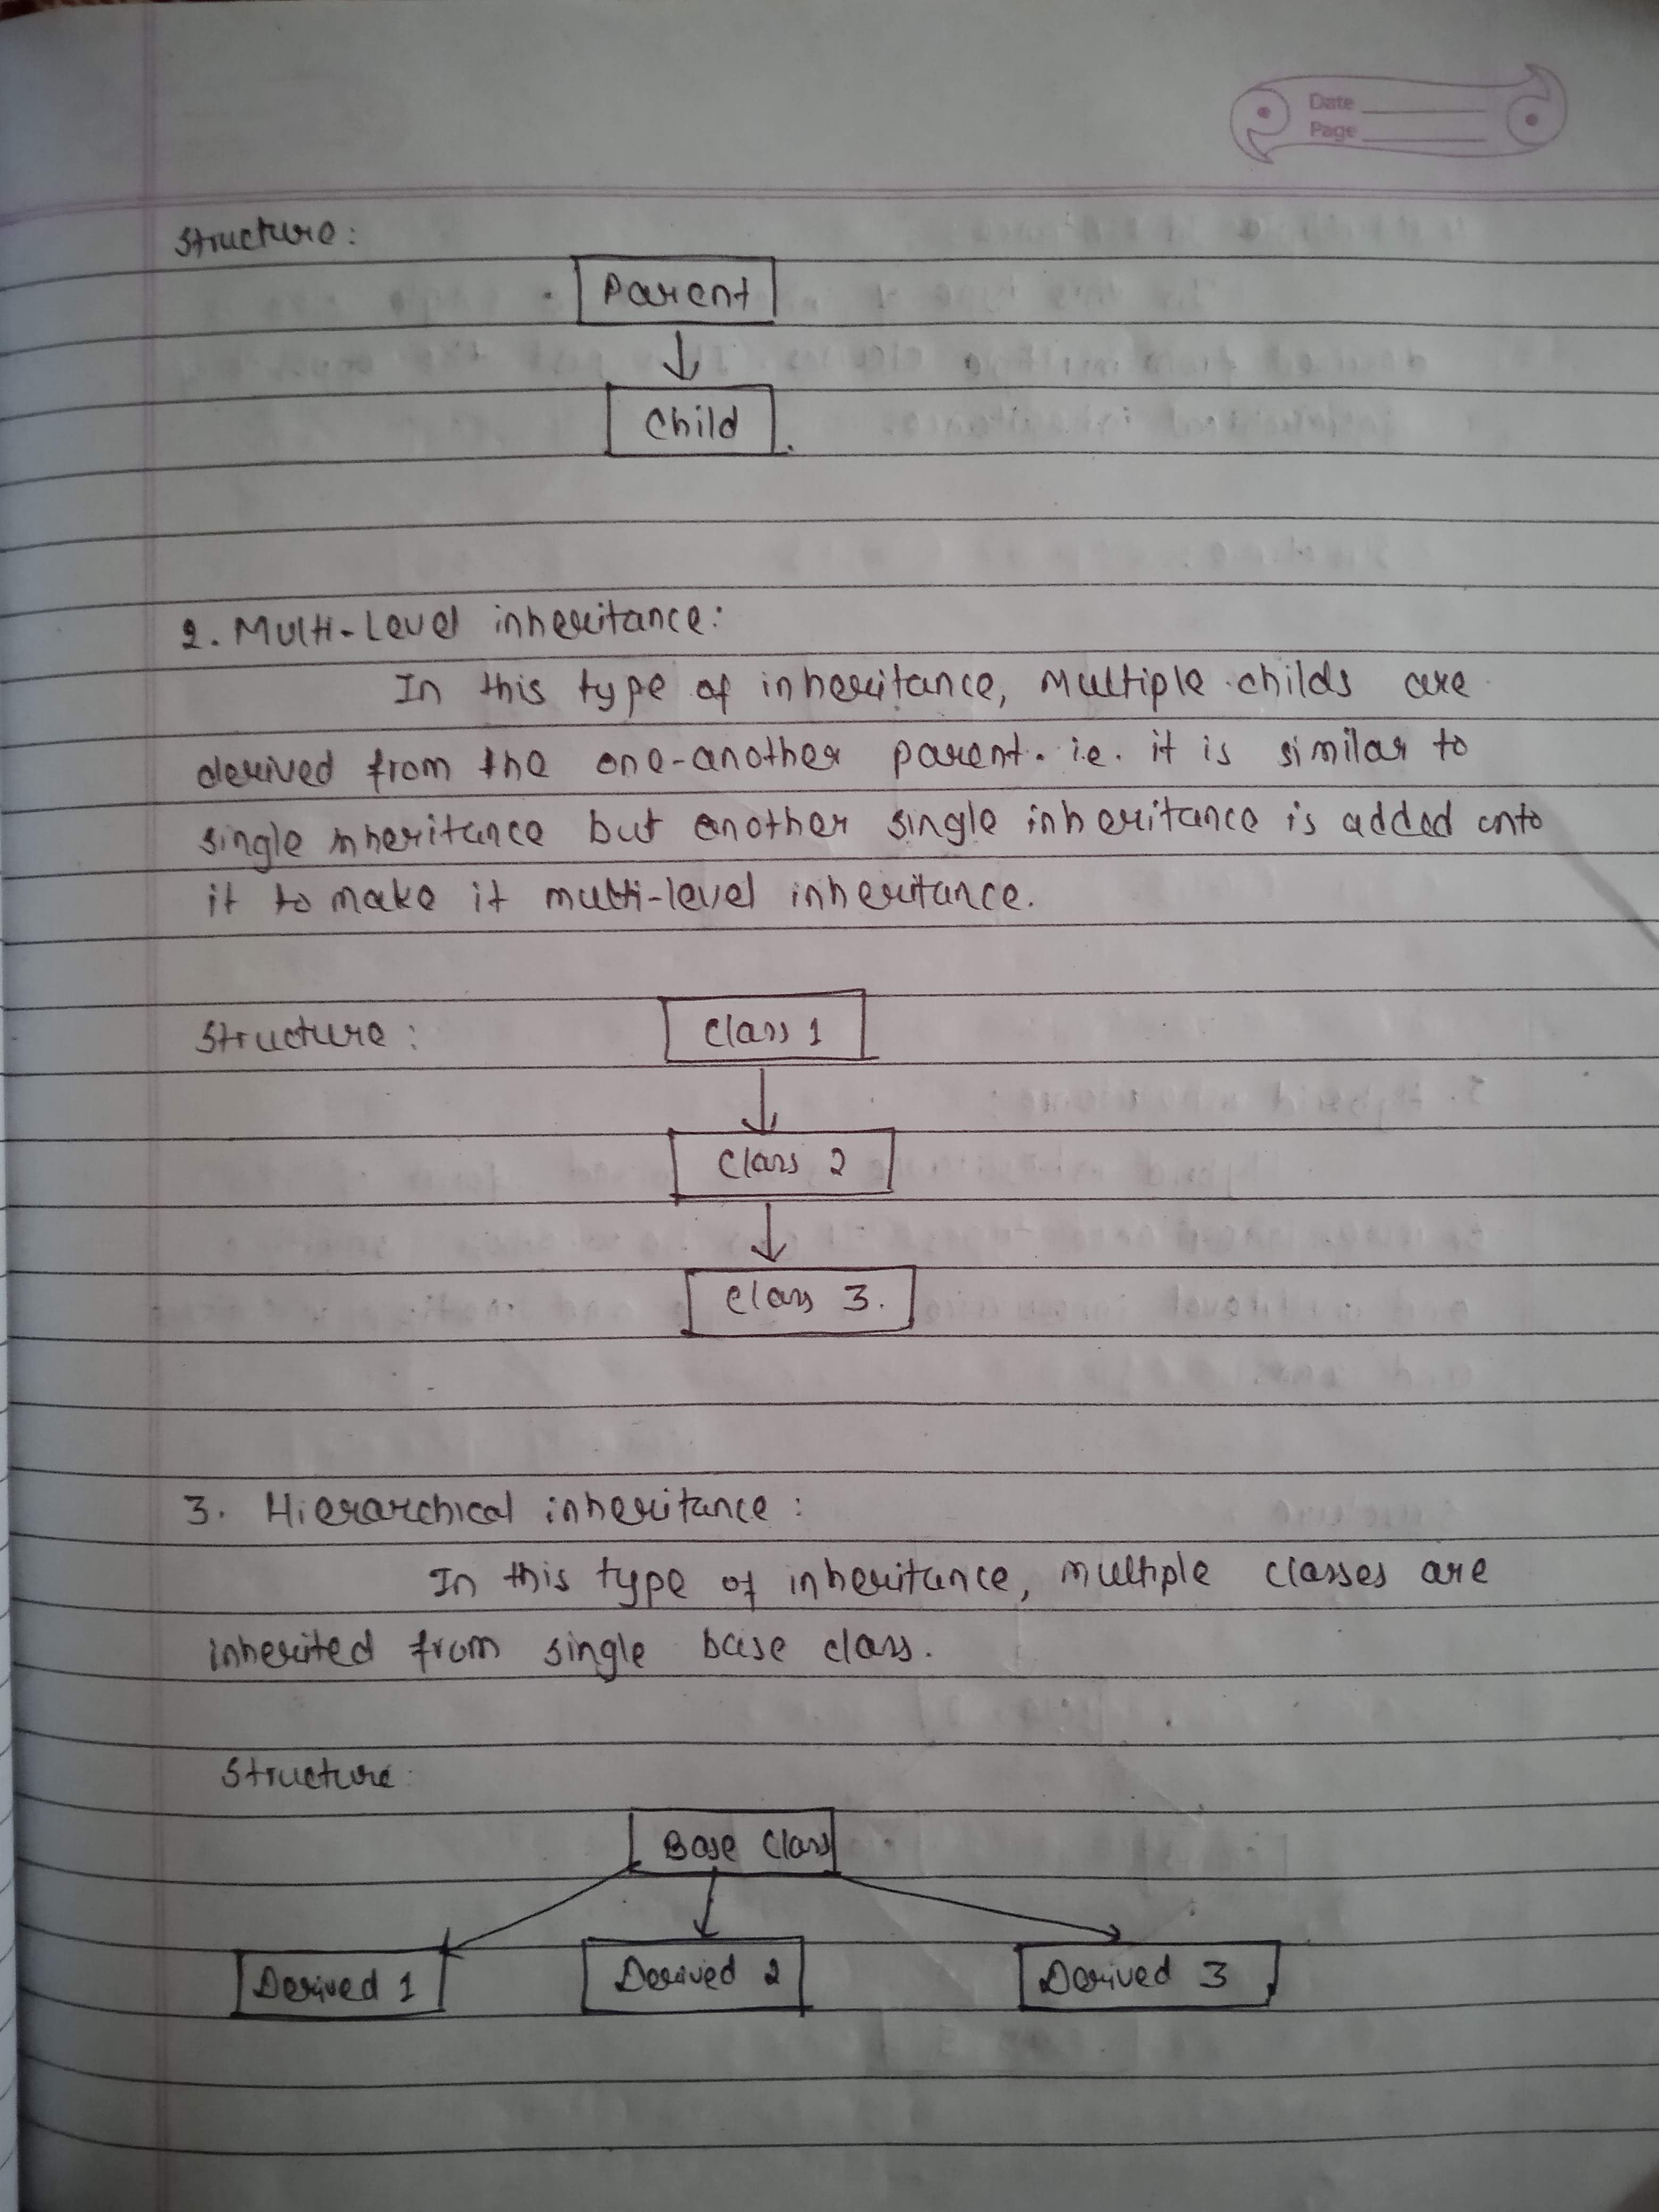 Date
Page
Structure:
Parent
Child
2. Multi-Level inheritance:
In this type of inheritance, multiple childs are
derived from the one-another parent. i.e. it is similar to
single inheritance but another single inheritance is added onto
it to make it multi-level inheritance.
Structure:
Class 1
Class 2
Class 3.
3. Hierarchical inheritance:
In this type of inheritance, multiple classes are
inherited from single base class.
Structure:
Base Class
Derived 1 Derived 2 Derived 3